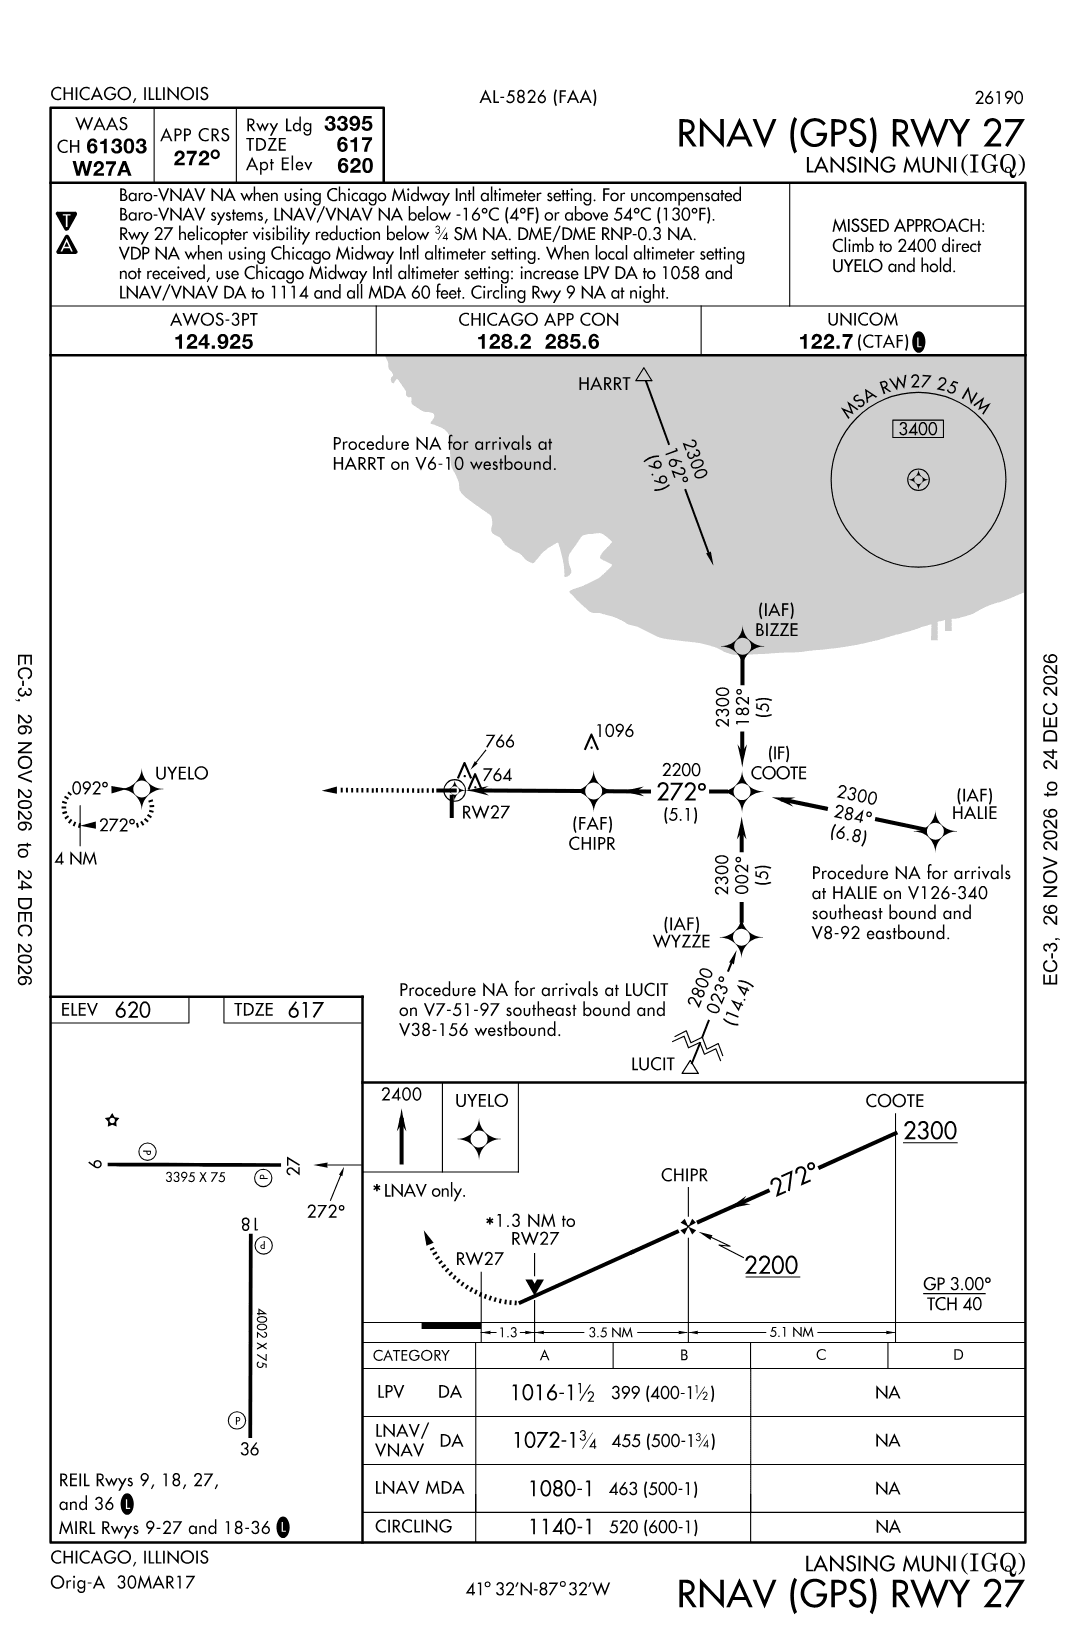 CHICAGO, ILLINOIS
AL-5826 (FAA)
26190
WAAS
CH 61303
W27A
APP CRS
272°
Rwy Ldg 3395
TDZE 617
Apt Elev 620
RNAV (GPS) RWY 27
LANSING MUNI (IGQ)
T
A
Baro-VNAV NA when using Chicago Midway Intl altimeter setting. For uncompensated
Baro-VNAV systems, LNAV/VNAV NA below -16°C (4°F) or above 54°C (130°F).
Rwy 27 helicopter visibility reduction below ¾ SM NA. DME/DME RNP-0.3 NA.
VDP NA when using Chicago Midway Intl altimeter setting. When local altimeter setting
not received, use Chicago Midway Intl altimeter setting: increase LPV DA to 1058 and
LNAV/VNAV DA to 1114 and all MDA 60 feet. Circling Rwy 9 NA at night.
MISSED APPROACH:
Climb to 2400 direct
UYELO and hold.
AWOS-3PT
124.925
CHICAGO APP CON
128.2 285.6
UNICOM
122.7 (CTAF) L
HARRT
Procedure NA for arrivals at
HARRT on V6-10 westbound.
2300
162°
(9.9)
MSA RW27 25 NM
3400
(IAF)
BIZZE
2300
182°
(5)
1096
766
764
(IF)
COOTE
UYELO
092°
272°
4 NM
RW27
(FAF)
CHIPR
2200
272°
(5.1)
2300
284°
(6.8)
(IAF)
HALIE
2300
002°
(5)
Procedure NA for arrivals
at HALIE on V126-340
southeast bound and
V8-92 eastbound.
(IAF)
WYZZE
2800
023°
(14.4)
Procedure NA for arrivals at LUCIT
on V7-51-97 southeast bound and
V38-156 westbound.
LUCIT
EC-3, 26 NOV 2026 to 24 DEC 2026
EC-3, 26 NOV 2026 to 24 DEC 2026
ELEV 620
TDZE 617
P
9
27
3395 X 75
P
272°
18
P
4002 X 75
P
36
REIL Rwys 9, 18, 27,
and 36 L
MIRL Rwys 9-27 and 18-36 L
2400
UYELO
*LNAV only.
COOTE
2300
CHIPR
272°
*1.3 NM to
RW27
RW27
2200
GP 3.00°
TCH 40
1.3
3.5 NM
5.1 NM
CATEGORY A B C D
LPV DA 1016-1½ 399 (400-1½) NA
LNAV/
VNAV DA 1072-1¾ 455 (500-1¾) NA
LNAV MDA 1080-1 463 (500-1) NA
CIRCLING 1140-1 520 (600-1) NA
CHICAGO, ILLINOIS
Orig-A 30MAR17
41° 32'N-87° 32'W
LANSING MUNI (IGQ)
RNAV (GPS) RWY 27